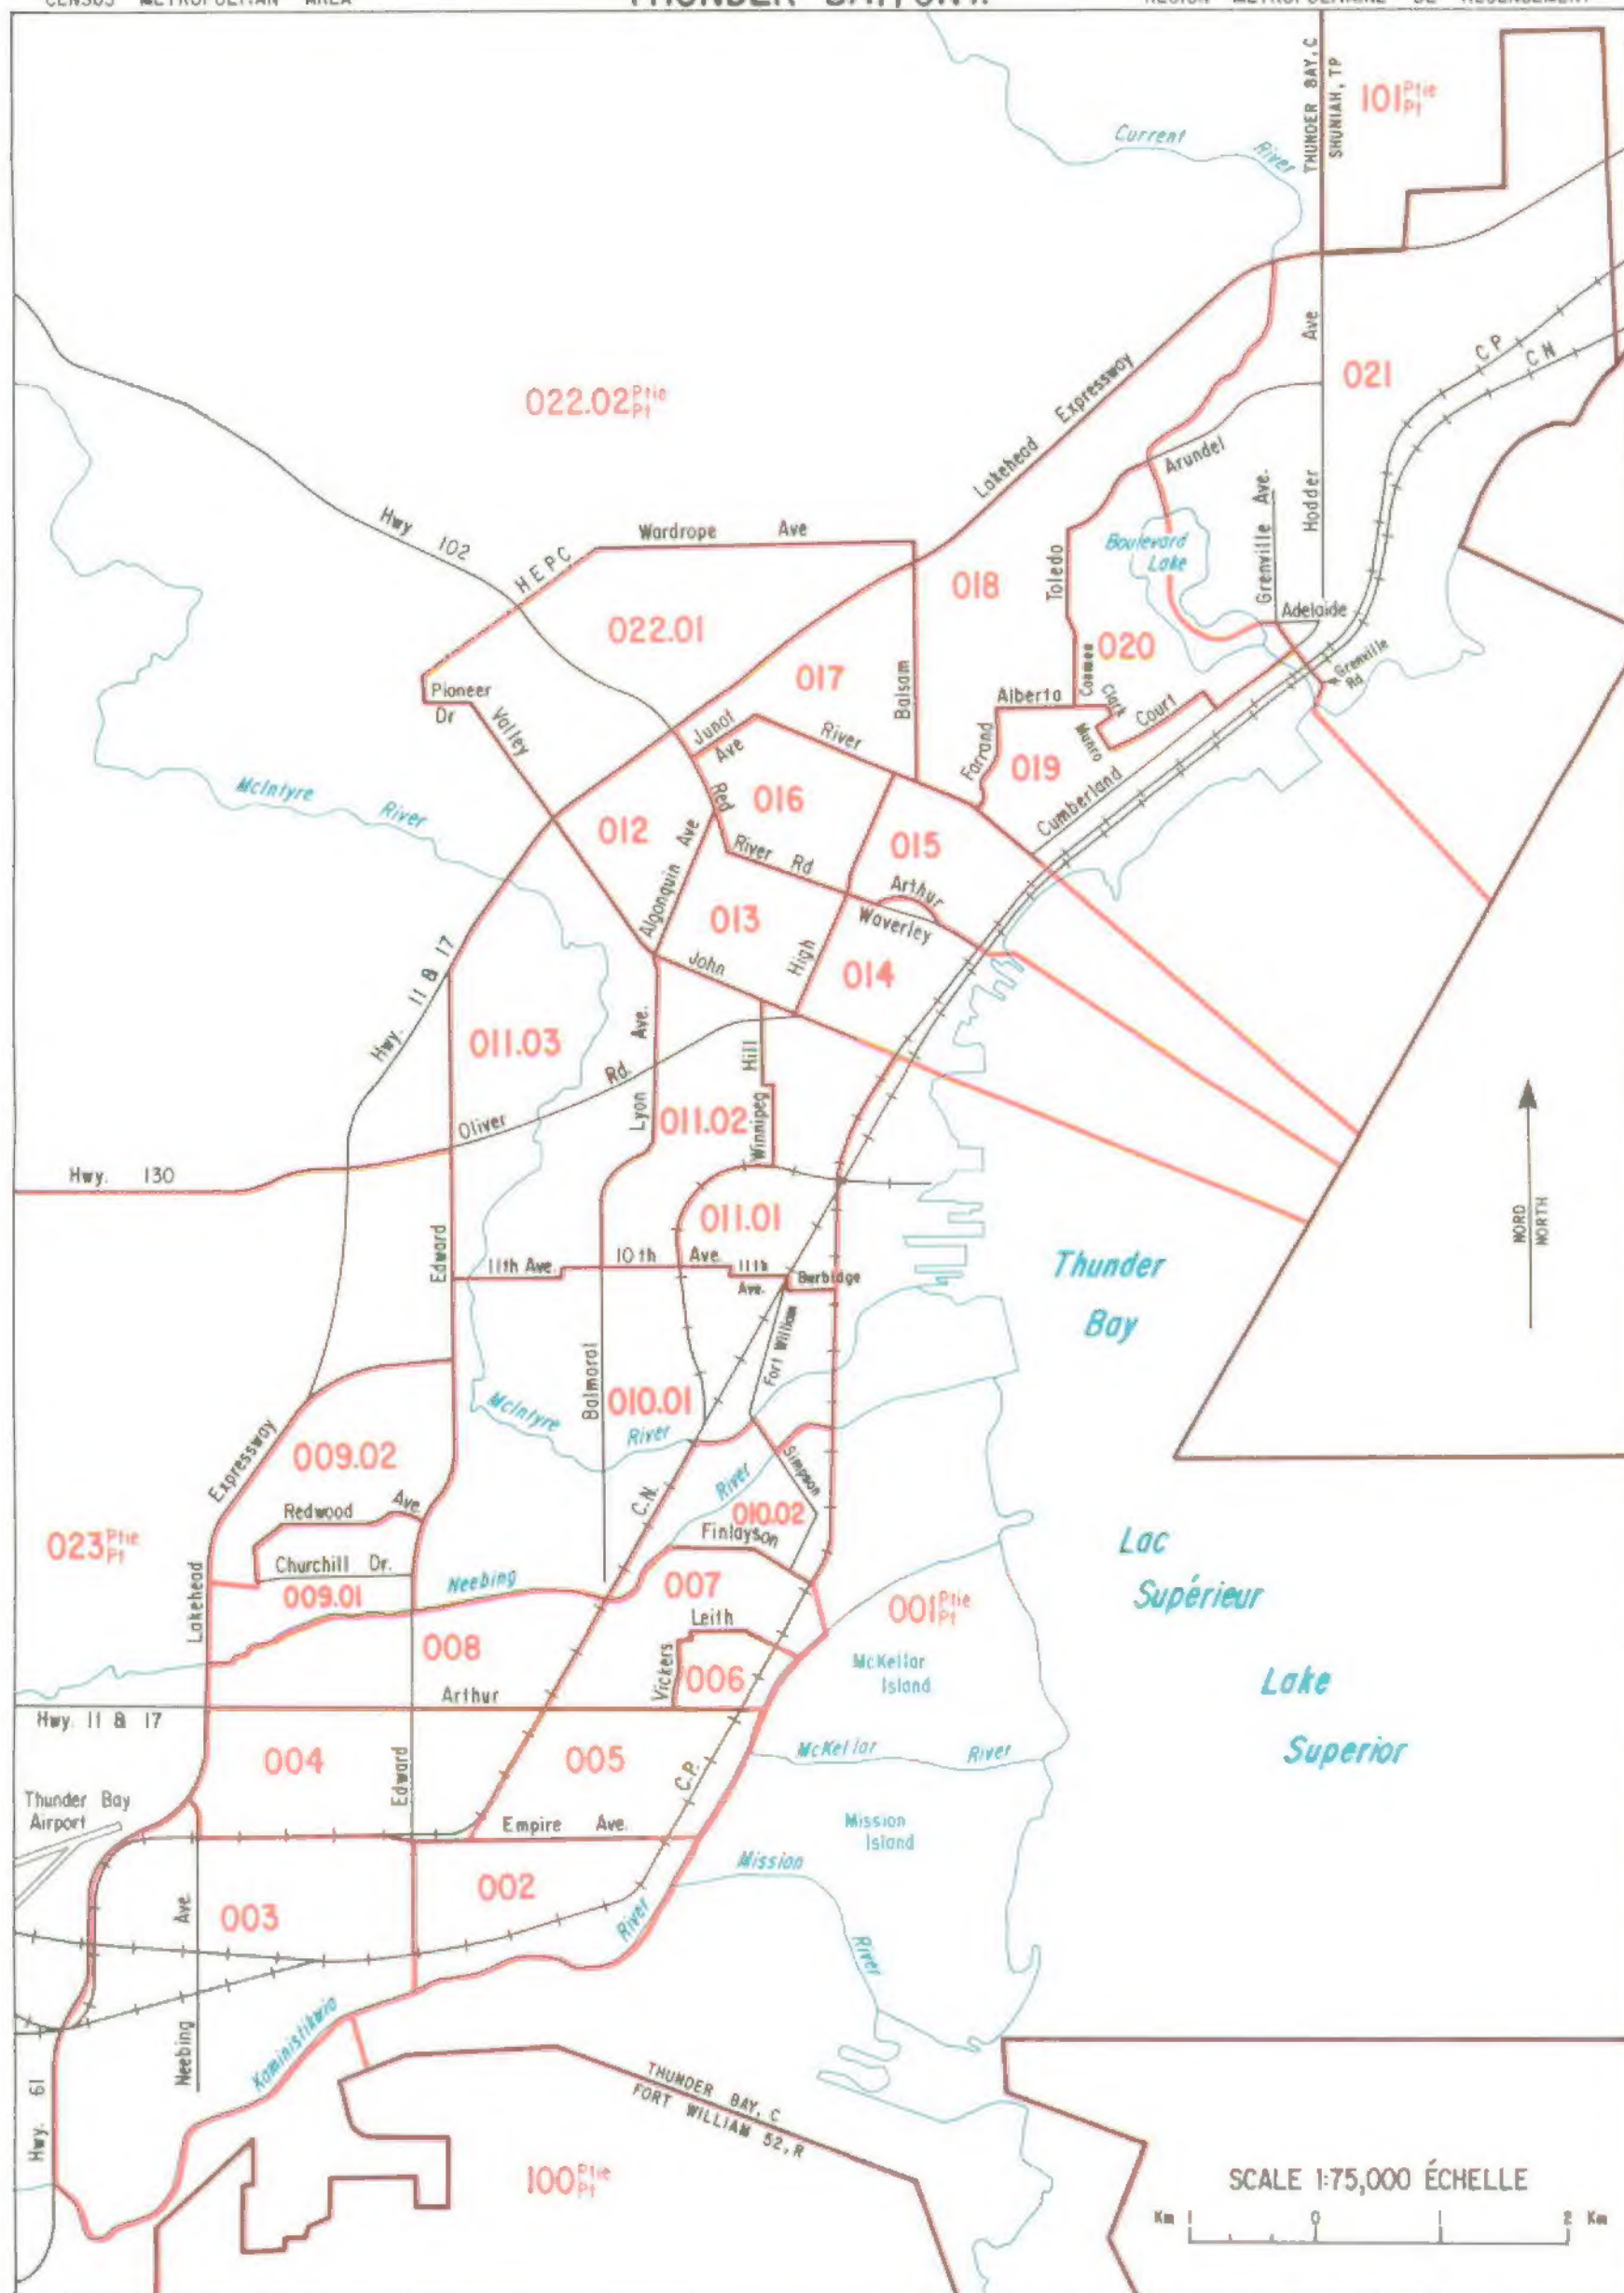 CENSUS METROPOLITAN AREA
THUNDER BAY, ONT.
RÉGION MÉTROPOLITAINE DE RECENSEMENT
THUNDER BAY, C
SHUNIAH, TP
101 Ptie Pt
Current River
Hodder Ave
CP
CN
021
022.02 Ptie Pt
Lakehead Expressway
Arundel
Hwy 102
HEPC
Wardrope Ave
Toledo
Boulevard Lake
Grenville Ave.
Adelaide
Grenville Rd
018
022.01
020
017
Pioneer Dr
Valley
Balsam
Alberta
Conmee
Clark
Court
Munro
Farrand
Junot Ave
River
019
016
Red River Rd
Cumberland
McIntyre River
012
Algonquin Ave
015
Arthur
013
Waverley
John
High
014
Hwy. 11 & 17
011.03
Lyon Ave.
Hill
Oliver Rd.
011.02
Winnipeg
Hwy. 130
NORD
NORTH
011.01
Edward
11th Ave.
10th Ave.
11th Ave.
Burbidge
Thunder Bay
Fort William
Balmoral
010.01
McIntyre River
Simpson
Expressway
009.02
C.N.
River
010.02
Redwood Ave
Finlayson
023 Ptie Pt
Churchill Dr.
Neebing
Lac Supérieur
009.01
007
Lakehead
001 Ptie Pt
Leith
008
Vickers
006
McKellar Island
Arthur
Hwy. 11 & 17
Lake Superior
004
Edward
005
C.P.
McKellar River
Thunder Bay Airport
Empire Ave.
Mission Island
Mission River
002
003
Neebing Ave
River
Kaministikwia
Hwy. 61
THUNDER BAY, C
FORT WILLIAM 52, R
100 Ptie Pt
SCALE 1:75,000 ÉCHELLE
Km 1 0 1 2 Km